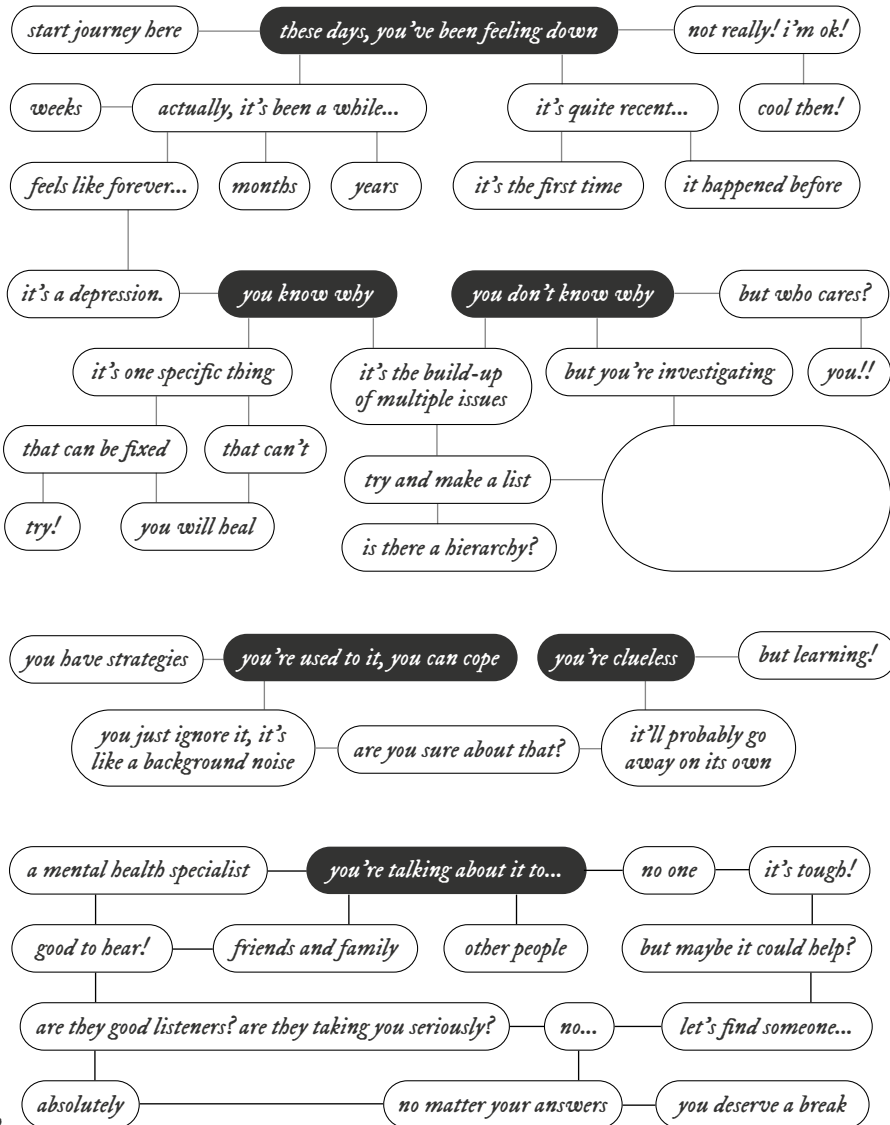 start journey here
these days, you've been feeling down
not really! i'm ok!
weeks
actually, it's been a while...
it's quite recent...
cool then!
feels like forever...
months
years
it's the first time
it happened before
it's a depression.
you know why
you don't know why
but who cares?
it's one specific thing
it's the build-up
of multiple issues
but you're investigating
you!!
that can be fixed
that can't
try and make a list
try!
you will heal
is there a hierarchy?
you have strategies
you're used to it, you can cope
you're clueless
but learning!
you just ignore it, it's
like a background noise
are you sure about that?
it'll probably go
away on its own
a mental health specialist
you're talking about it to...
no one
it's tough!
good to hear!
friends and family
other people
but maybe it could help?
are they good listeners? are they taking you seriously?
no...
let's find someone...
absolutely
no matter your answers
you deserve a break